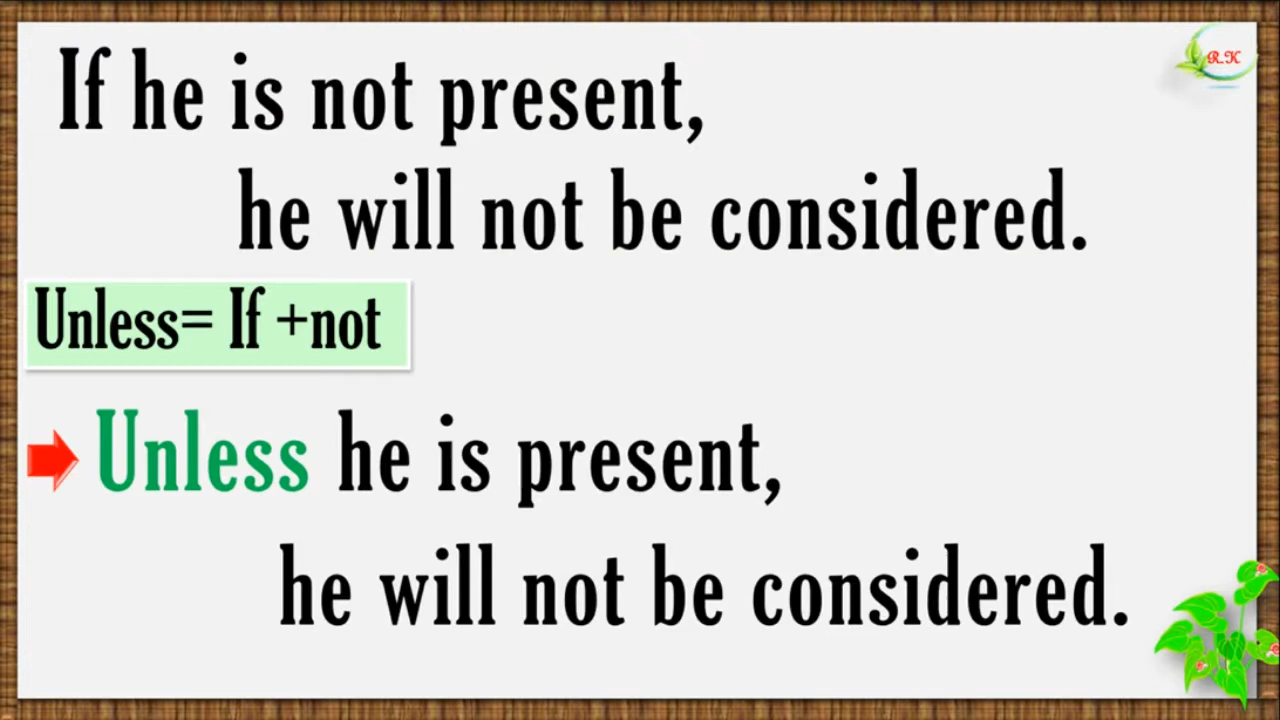 If he is not present,
R.K
he will not be considered.
Unless= If +not
Unless he is present,
he will not be considered.